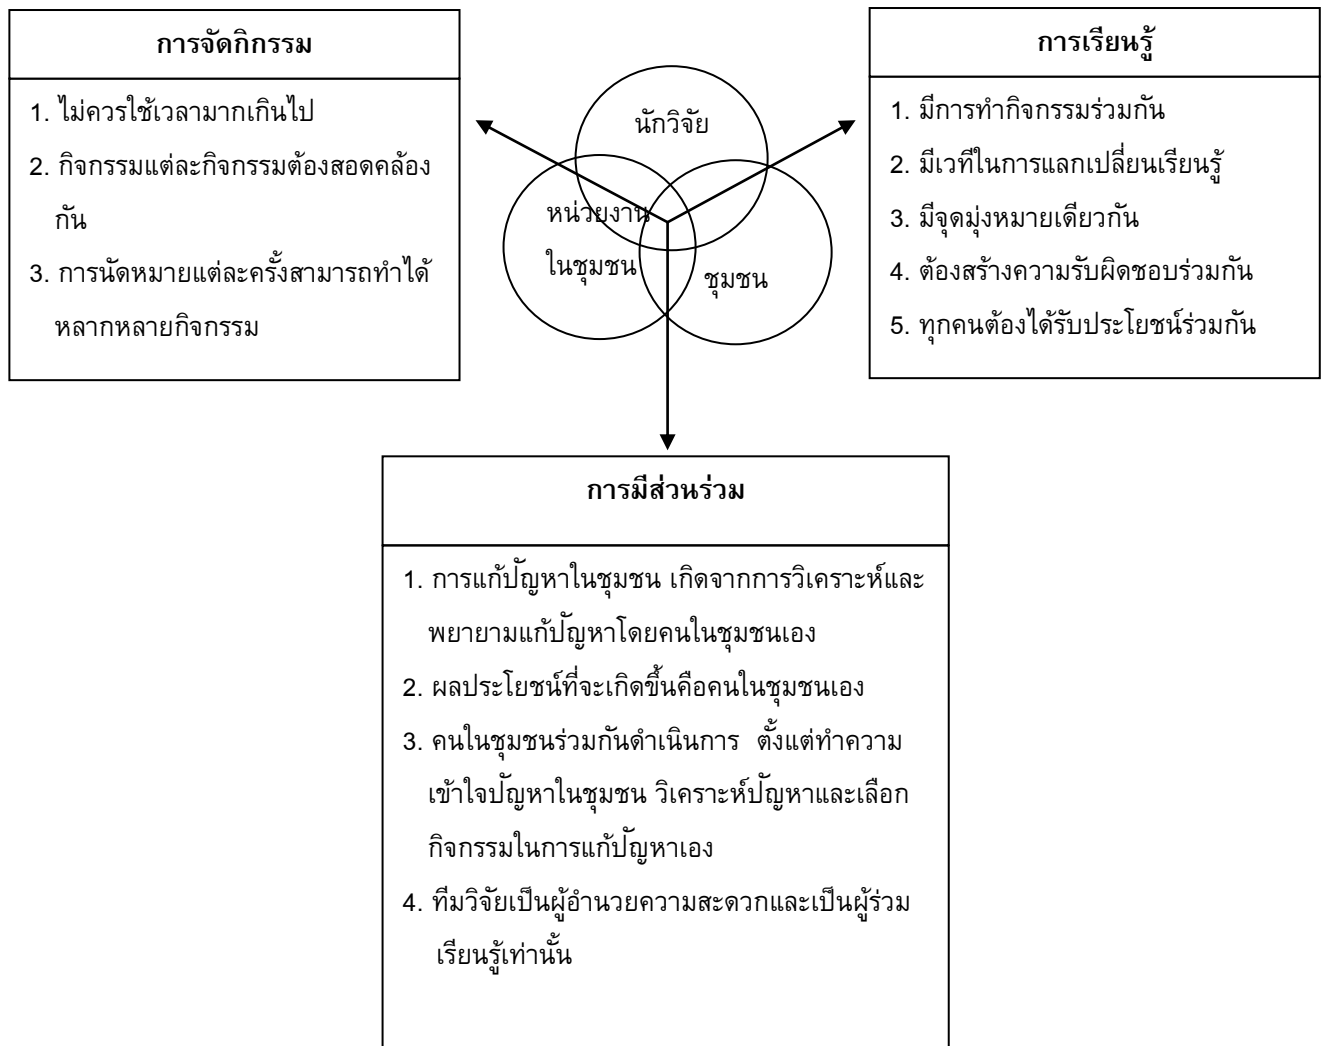 การจัดกิกรรม
1. ไม่ควรใช้เวลามากเกินไป
2. กิจกรรมแต่ละกิจกรรมต้องสอดคล้อง
กัน
3. การนัดหมายแต่ละครั้งสามารถทำได้
หลากหลายกิจกรรม
นักวิจัย
หน่วยงาน
ในชุมชน
ชุมชน
การเรียนรู้
1. มีการทำกิจกรรมร่วมกัน
2. มีเวทีในการแลกเปลี่ยนเรียนรู้
3. มีจุดมุ่งหมายเดียวกัน
4. ต้องสร้างความรับผิดชอบร่วมกัน
5. ทุกคนต้องได้รับประโยชน์ร่วมกัน
การมีส่วนร่วม
1. การแก้ปัญหาในชุมชน เกิดจากการวิเคราะห์และ
พยายามแก้ปัญหาโดยคนในชุมชนเอง
2. ผลประโยชน์ที่จะเกิดขึ้นคือคนในชุมชนเอง
3. คนในชุมชนร่วมกันดำเนินการ ตั้งแต่ทำความ
เข้าใจปัญหาในชุมชน วิเคราะห์ปัญหาและเลือก
กิจกรรมในการแก้ปัญหาเอง
4. ทีมวิจัยเป็นผู้อำนวยความสะดวกและเป็นผู้ร่วม
เรียนรู้เท่านั้น